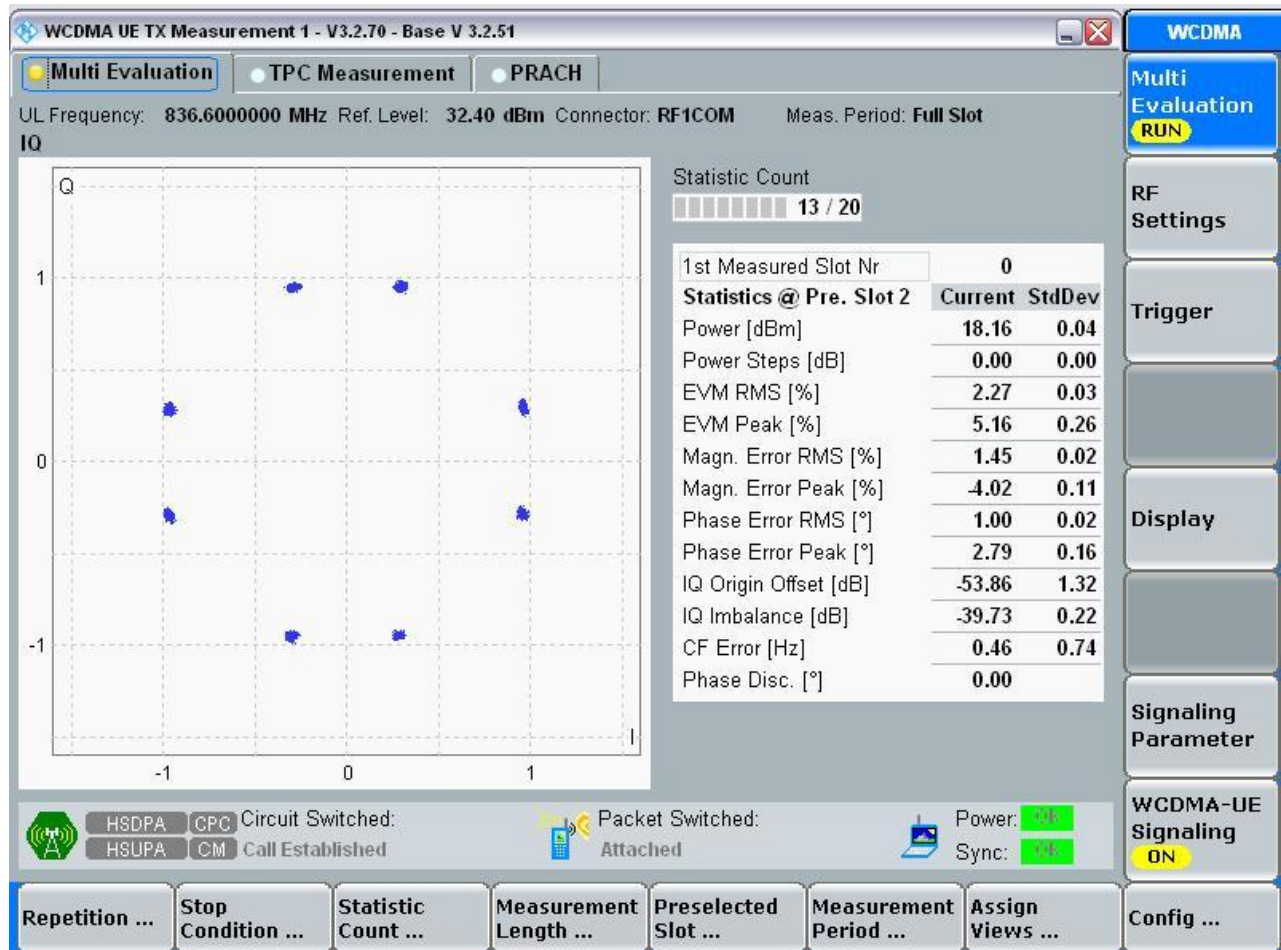 WCDMA UE TX Measurement 1 - V3.2.70 - Base V 3.2.51
WCDMA
Multi Evaluation
TPC Measurement
PRACH
UL Frequency: 836.6000000 MHz Ref. Level: 32.40 dBm Connector: RF1COM Meas. Period: Full Slot
IQ
Q
1
0
-1
-1 0 1
I
Statistic Count
13 / 20
1st Measured Slot Nr 0
Statistics @ Pre. Slot 2 Current StdDev
Power [dBm] 18.16 0.04
Power Steps [dB] 0.00 0.00
EVM RMS [%] 2.27 0.03
EVM Peak [%] 5.16 0.26
Magn. Error RMS [%] 1.45 0.02
Magn. Error Peak [%] -4.02 0.11
Phase Error RMS [°] 1.00 0.02
Phase Error Peak [°] 2.79 0.16
IQ Origin Offset [dB] -53.86 1.32
IQ Imbalance [dB] -39.73 0.22
CF Error [Hz] 0.46 0.74
Phase Disc. [°] 0.00
Multi
Evaluation
RUN
RF
Settings
Trigger
Display
Signaling
Parameter
WCDMA-UE
Signaling
ON
HSDPA CPC Circuit Switched: Packet Switched: Power: OK
HSUPA CM Call Established Attached Sync: OK
Repetition ...
Stop
Condition ...
Statistic
Count ...
Measurement
Length ...
Preselected
Slot ...
Measurement
Period ...
Assign
Views ...
Config ...